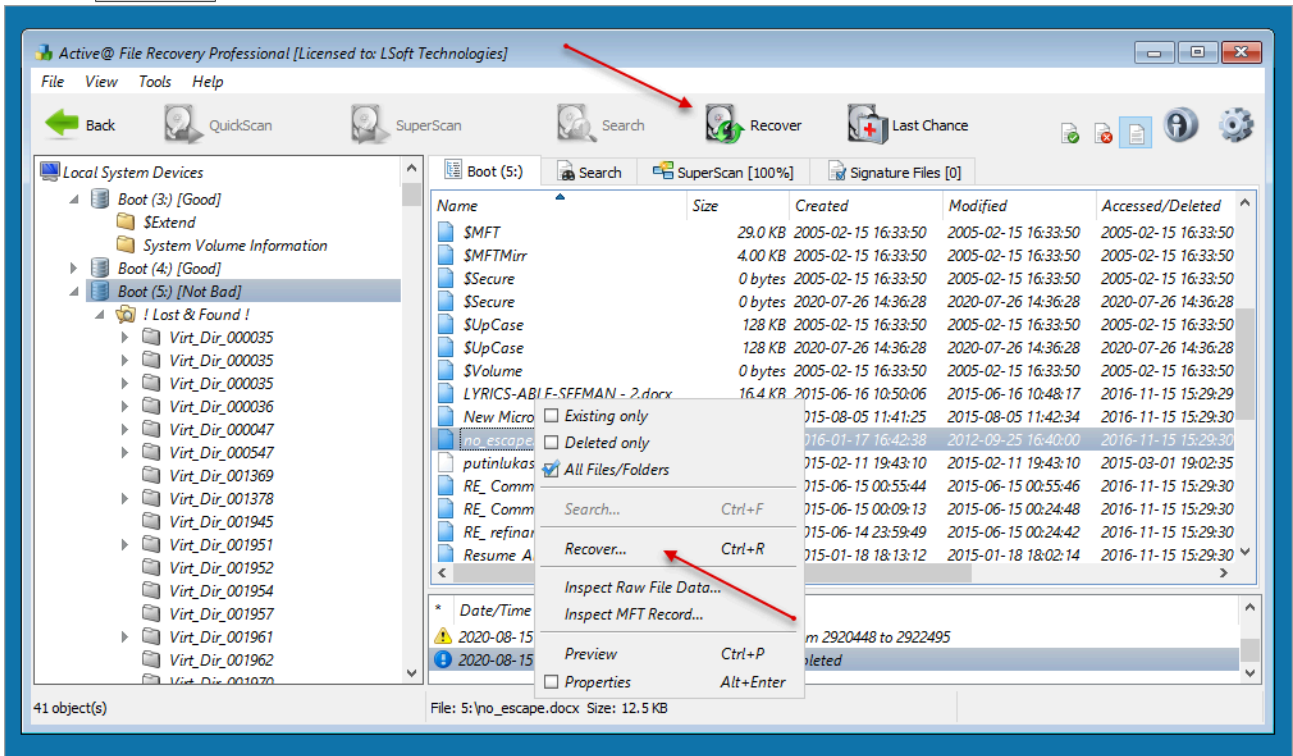 Active@ File Recovery Professional [Licensed to: LSoft Technologies]
File View Tools Help
Back QuickScan SuperScan Search Recover Last Chance
Local System Devices
Boot (3:) [Good]
$Extend
System Volume Information
Boot (4:) [Good]
Boot (5:) [Not Bad]
! Lost & Found !
Virt_Dir_000035
Virt_Dir_000035
Virt_Dir_000035
Virt_Dir_000036
Virt_Dir_000047
Virt_Dir_000547
Virt_Dir_001369
Virt_Dir_001378
Virt_Dir_001945
Virt_Dir_001951
Virt_Dir_001952
Virt_Dir_001954
Virt_Dir_001957
Virt_Dir_001961
Virt_Dir_001962
Virt_Dir_001970
Boot (5:) Search SuperScan [100%] Signature Files [0]
Name Size Created Modified Accessed/Deleted
$MFT 29.0 KB 2005-02-15 16:33:50 2005-02-15 16:33:50 2005-02-15 16:33:50
$MFTMirr 4.00 KB 2005-02-15 16:33:50 2005-02-15 16:33:50 2005-02-15 16:33:50
$Secure 0 bytes 2005-02-15 16:33:50 2005-02-15 16:33:50 2005-02-15 16:33:50
$Secure 0 bytes 2020-07-26 14:36:28 2020-07-26 14:36:28 2020-07-26 14:36:28
$UpCase 128 KB 2005-02-15 16:33:50 2005-02-15 16:33:50 2005-02-15 16:33:50
$UpCase 128 KB 2020-07-26 14:36:28 2020-07-26 14:36:28 2020-07-26 14:36:28
$Volume 0 bytes 2005-02-15 16:33:50 2005-02-15 16:33:50 2005-02-15 16:33:50
LYRICS-ABLE-SEEMAN - 2.docx 16.4 KB 2015-06-16 10:50:06 2015-06-16 10:48:17 2016-11-15 15:29:29
New Micro 015-08-05 11:41:25 2015-08-05 11:42:34 2016-11-15 15:29:30
no_escape. 016-01-17 16:42:38 2012-09-25 16:40:00 2016-11-15 15:29:30
putinlukas 015-02-11 19:43:10 2015-02-11 19:43:10 2015-03-01 19:02:35
RE_ Comm 015-06-15 00:55:44 2015-06-15 00:55:46 2016-11-15 15:29:30
RE_ Comm 015-06-15 00:09:13 2015-06-15 00:24:48 2016-11-15 15:29:30
RE_ refinan 015-06-14 23:59:49 2015-06-15 00:24:42 2016-11-15 15:29:30
Resume A 015-01-18 18:13:12 2015-01-18 18:02:14 2016-11-15 15:29:30
Existing only
Deleted only
All Files/Folders
Search... Ctrl+F
Recover... Ctrl+R
Inspect Raw File Data...
Inspect MFT Record...
Preview Ctrl+P
Properties Alt+Enter
* Date/Time
2020-08-15 m 2920448 to 2922495
2020-08-15 pleted
41 object(s) File: 5:\no_escape.docx Size: 12.5 KB